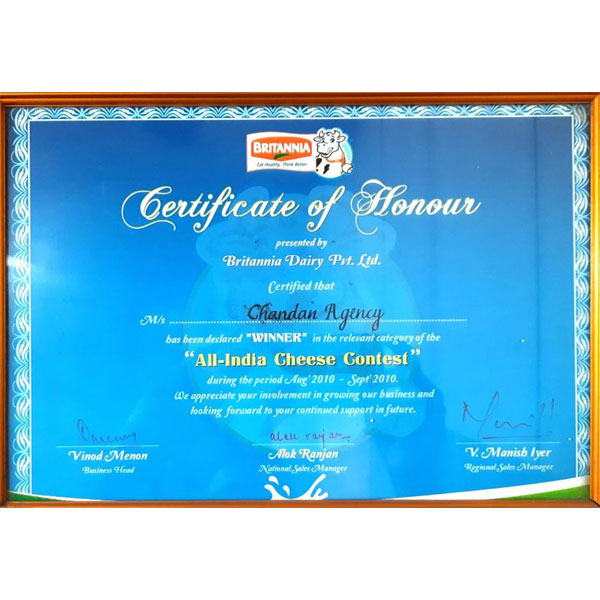 BRITANNIA
Eat Healthy, Think Better
Certificate of Honour
presented by
Britannia Dairy Pvt. Ltd.
Certified that
M/s Chandan Agency
has been declared "WINNER" in the relevant category of the
"All-India Cheese Contest"
during the period Aug' 2010 - Sept' 2010.
We appreciate your involvement in growing our business and
looking forward to your continued support in future.
alok ranjan
Vinod Menon Alok Ranjan V. Manish Iyer
Business Head National Sales Manager Regional Sales Manager